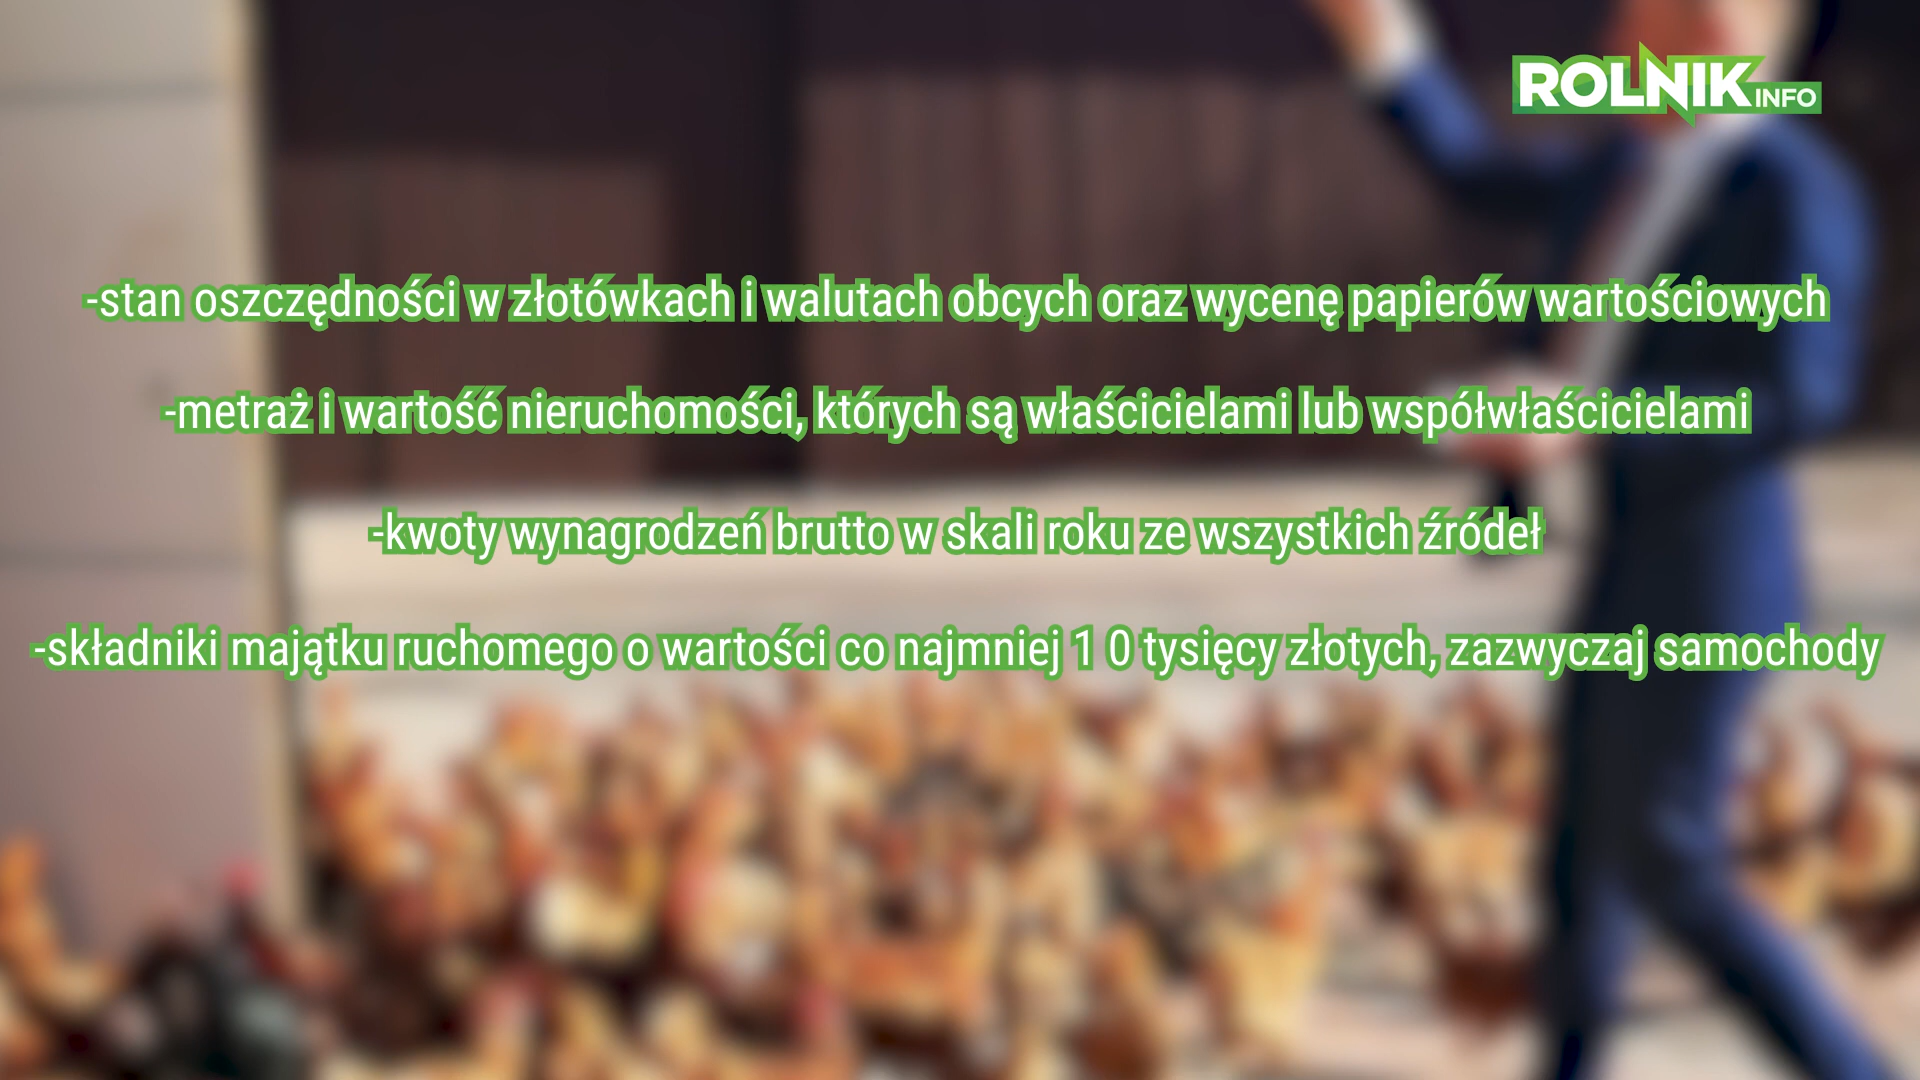 ROLNIK INFO
-stan oszczędności w złotówkach i walutach obcych oraz wycenę papierów wartościowych
-metraż i wartość nieruchomości, których są właścicielami lub współwłaścicielami
-kwoty wynagrodzeń brutto w skali roku ze wszystkich źródeł
-składniki majątku ruchomego o wartości co najmniej 1 0 tysięcy złotych, zazwyczaj samochody